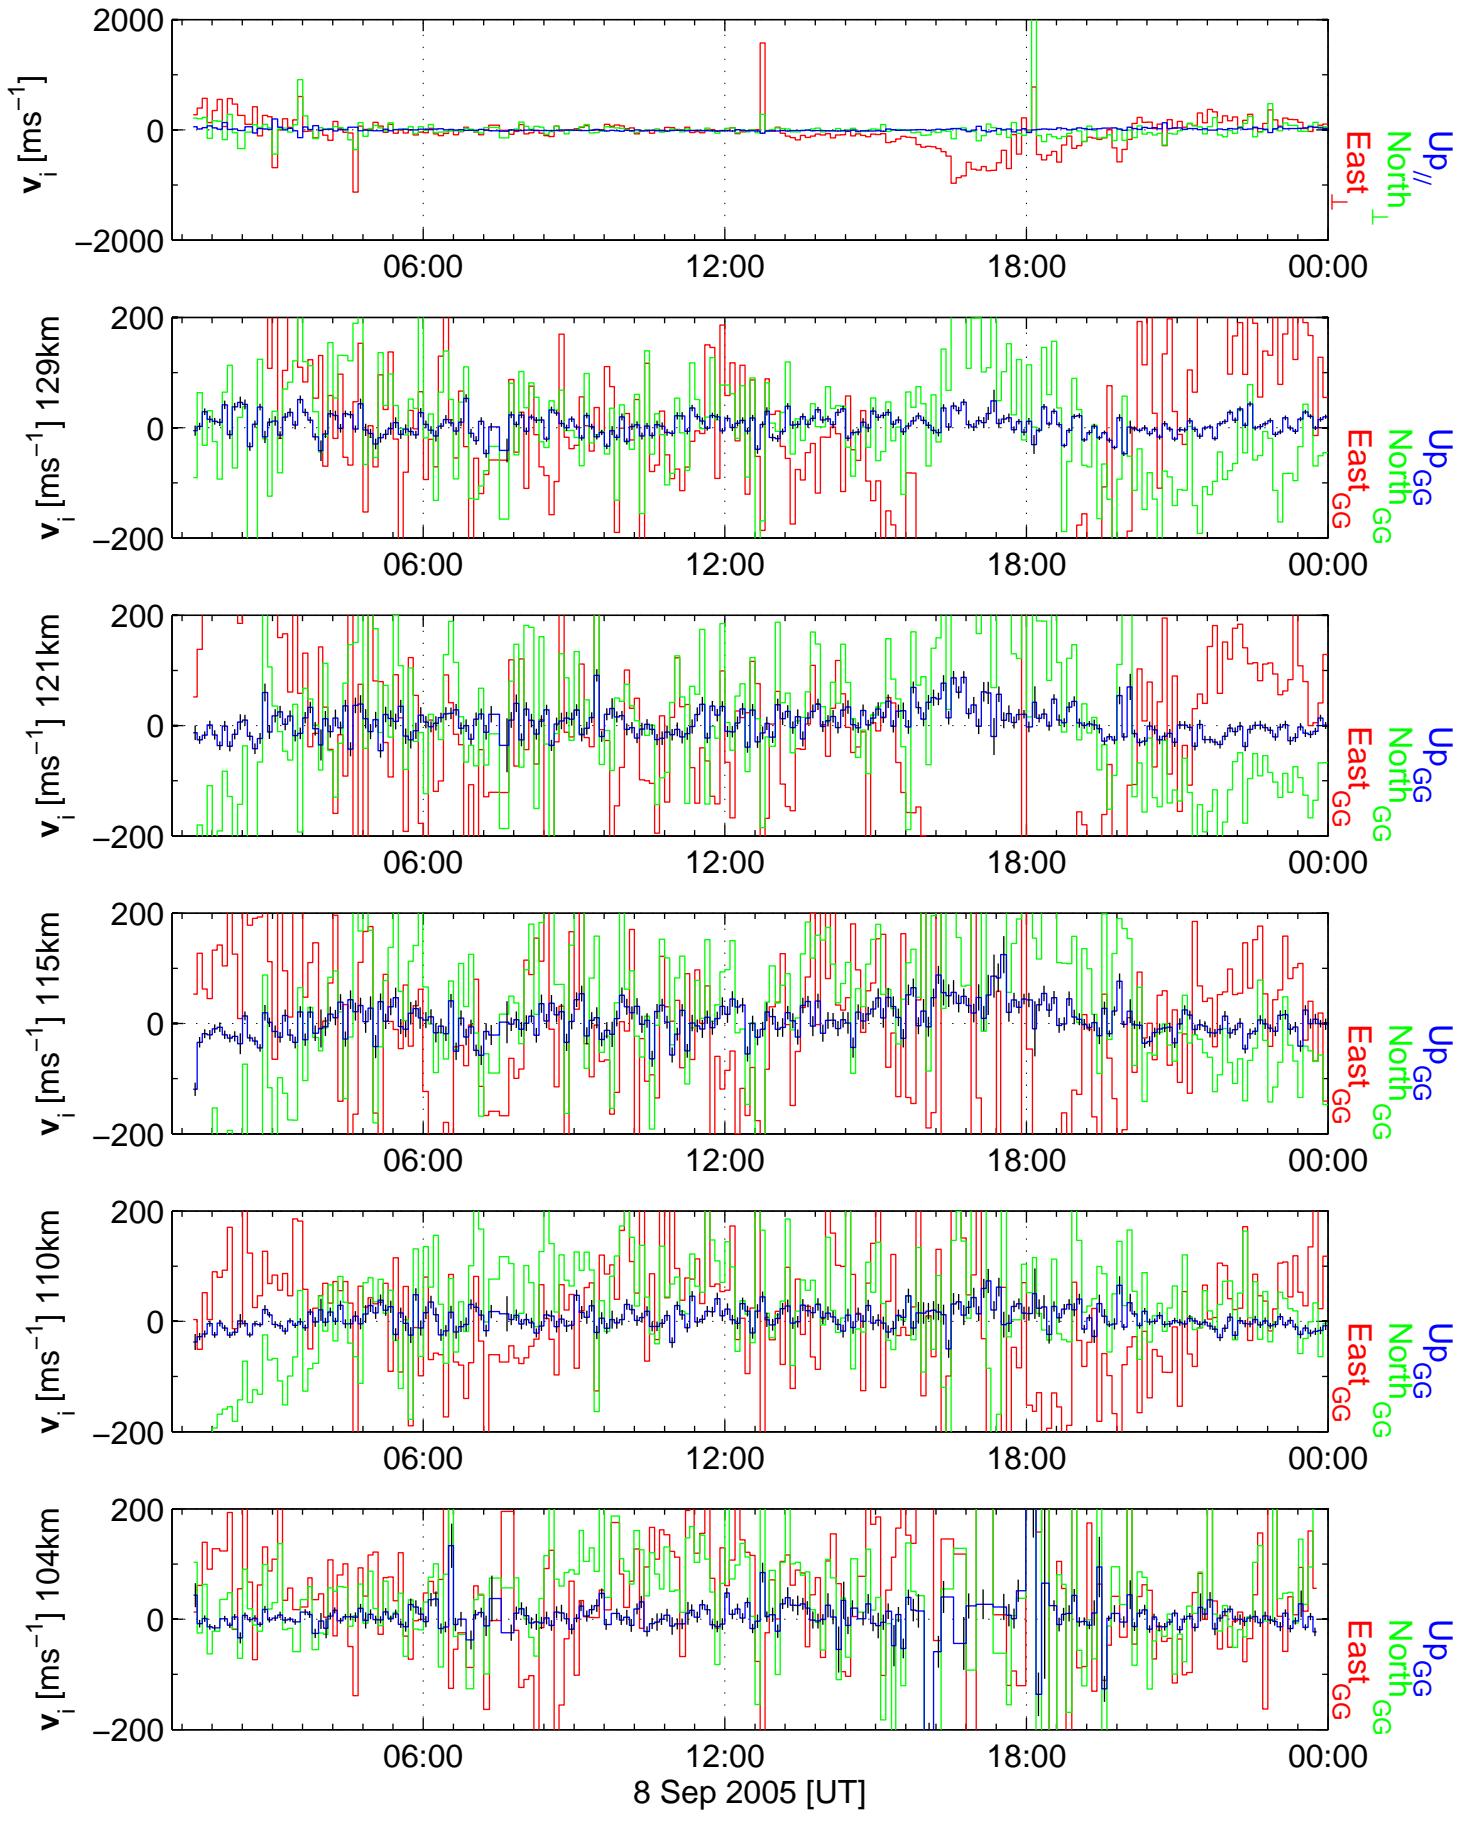 2000
0
−2000
v_i [ms^−1]
06:00
12:00
18:00
00:00
Up_//
North_⊥
East_⊥
200
0
−200
v_i [ms^−1] 129km
06:00
12:00
18:00
00:00
Up_GG
North_GG
East_GG
200
0
−200
v_i [ms^−1] 121km
06:00
12:00
18:00
00:00
Up_GG
North_GG
East_GG
200
0
−200
v_i [ms^−1] 115km
06:00
12:00
18:00
00:00
Up_GG
North_GG
East_GG
200
0
−200
v_i [ms^−1] 110km
06:00
12:00
18:00
00:00
Up_GG
North_GG
East_GG
200
0
−200
v_i [ms^−1] 104km
06:00
12:00
18:00
00:00
Up_GG
North_GG
East_GG
8 Sep 2005 [UT]